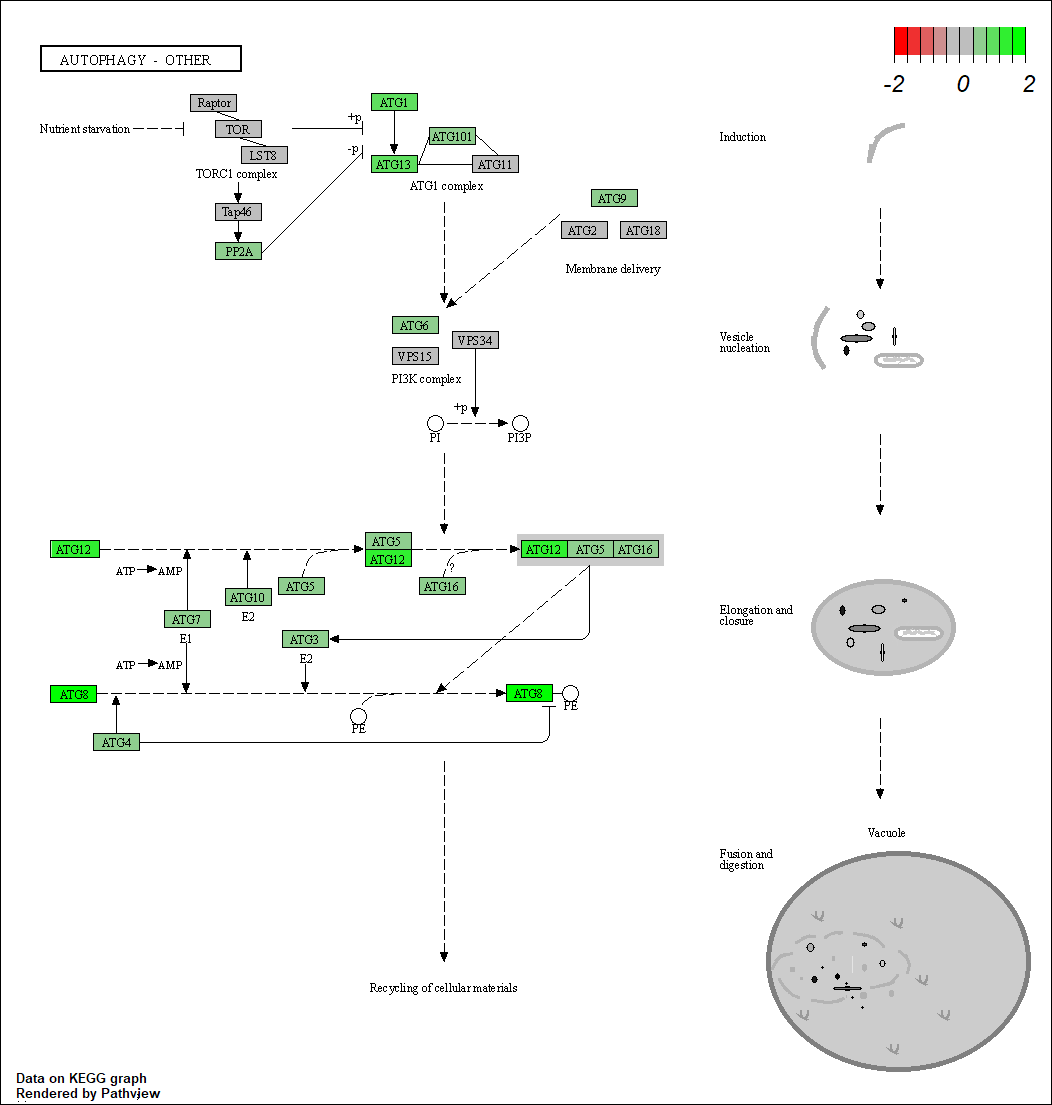 AUTOPHAGY - OTHER
-2 0 2
Raptor
TOR
LST8
TORC1 complex
Nutrient starvation
Tap46
PP2A
+p
-p
ATG1
ATG101
ATG13
ATG11
ATG1 complex
ATG9
ATG2
ATG18
Membrane delivery
ATG6
VPS34
VPS15
PI3K complex
+p
PI
PI3P
ATG12
ATG5
ATG12
ATG12 ATG5 ATG16
ATP
AMP
ATG5
ATG16
?
ATG10
E2
ATG7
E1
ATG3
E2
ATP
AMP
ATG8
ATG8
PE
PE
ATG4
Recycling of cellular materials
Induction
Vesicle
nucleation
Elongation and
closure
Vacuole
Fusion and
digestion
Data on KEGG graph
Rendered by Pathview